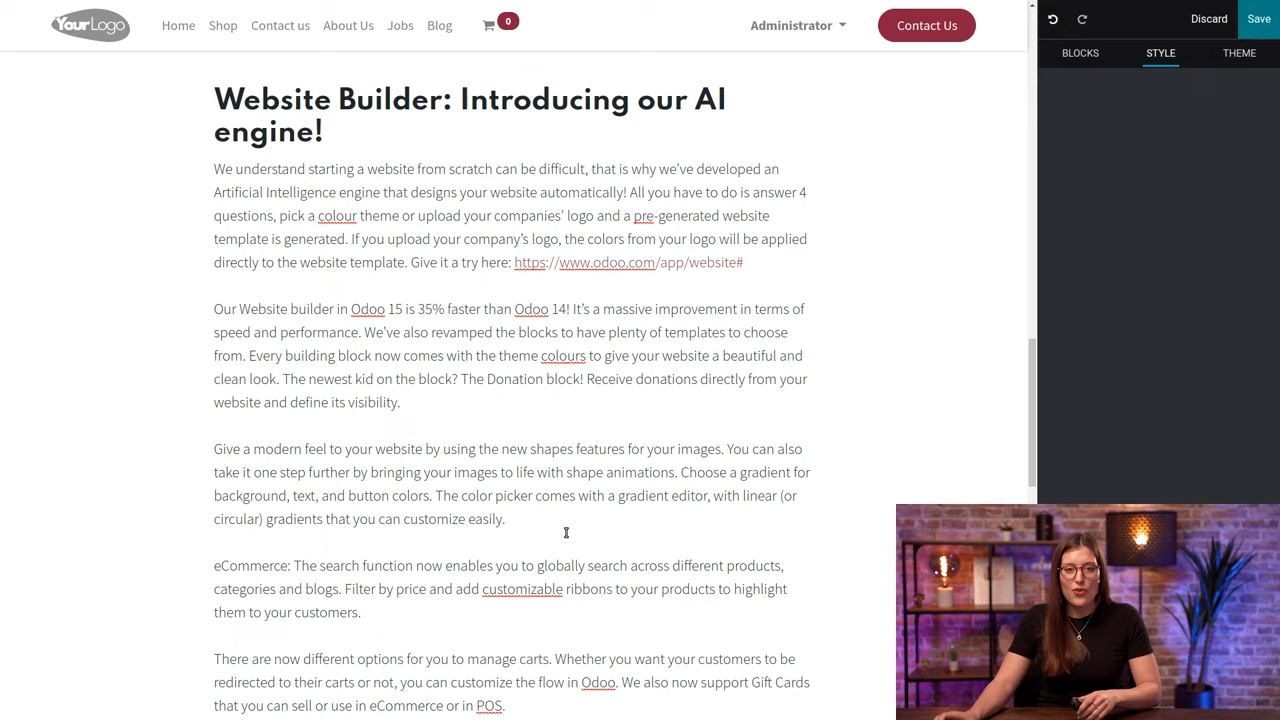 YourLogo
Home
Shop
Contact us
About Us
Jobs
Blog
0
Administrator
Contact Us
Discard
Save
BLOCKS
STYLE
THEME
Website Builder: Introducing our AI
engine!
We understand starting a website from scratch can be difficult, that is why we’ve developed an
Artificial Intelligence engine that designs your website automatically! All you have to do is answer 4
questions, pick a colour theme or upload your companies’ logo and a pre-generated website
template is generated. If you upload your company’s logo, the colors from your logo will be applied
directly to the website template. Give it a try here: https://www.odoo.com/app/website#
Our Website builder in Odoo 15 is 35% faster than Odoo 14! It’s a massive improvement in terms of
speed and performance. We’ve also revamped the blocks to have plenty of templates to choose
from. Every building block now comes with the theme colours to give your website a beautiful and
clean look. The newest kid on the block? The Donation block! Receive donations directly from your
website and define its visibility.
Give a modern feel to your website by using the new shapes features for your images. You can also
take it one step further by bringing your images to life with shape animations. Choose a gradient for
background, text, and button colors. The color picker comes with a gradient editor, with linear (or
circular) gradients that you can customize easily.
eCommerce: The search function now enables you to globally search across different products,
categories and blogs. Filter by price and add customizable ribbons to your products to highlight
them to your customers.
There are now different options for you to manage carts. Whether you want your customers to be
redirected to their carts or not, you can customize the flow in Odoo. We also now support Gift Cards
that you can sell or use in eCommerce or in POS.